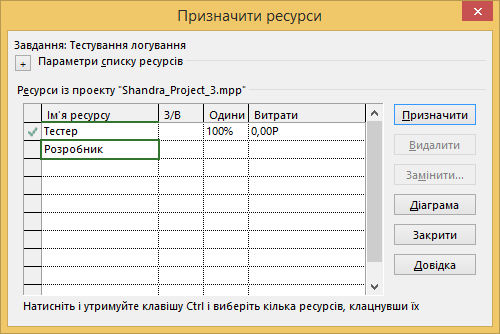 Призначити ресурси
Завдання: Тестування логування
+ Параметри списку ресурсів
Ресурси із проекту "Shandra_Project_3.mpp"
Ім'я ресурсу З/В Одини Витрати
Тестер 100% 0,00Р
Розробник
Призначити
Видалити
Замінити...
Діаграма
Закрити
Довідка
Натисніть і утримуйте клавішу Ctrl і виберіть кілька ресурсів, клацнувши їх